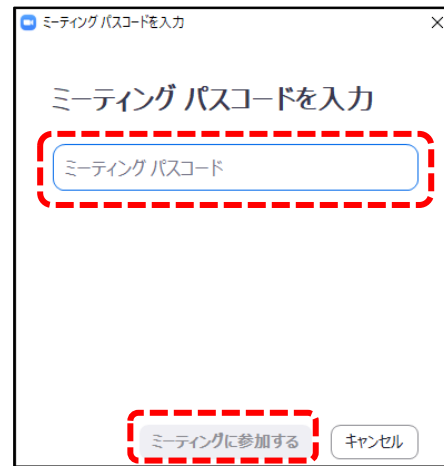 ミーティング パスコードを入力
ミーティング パスコードを入力
ミーティング パスコード
ミーティングに参加する
キャンセル